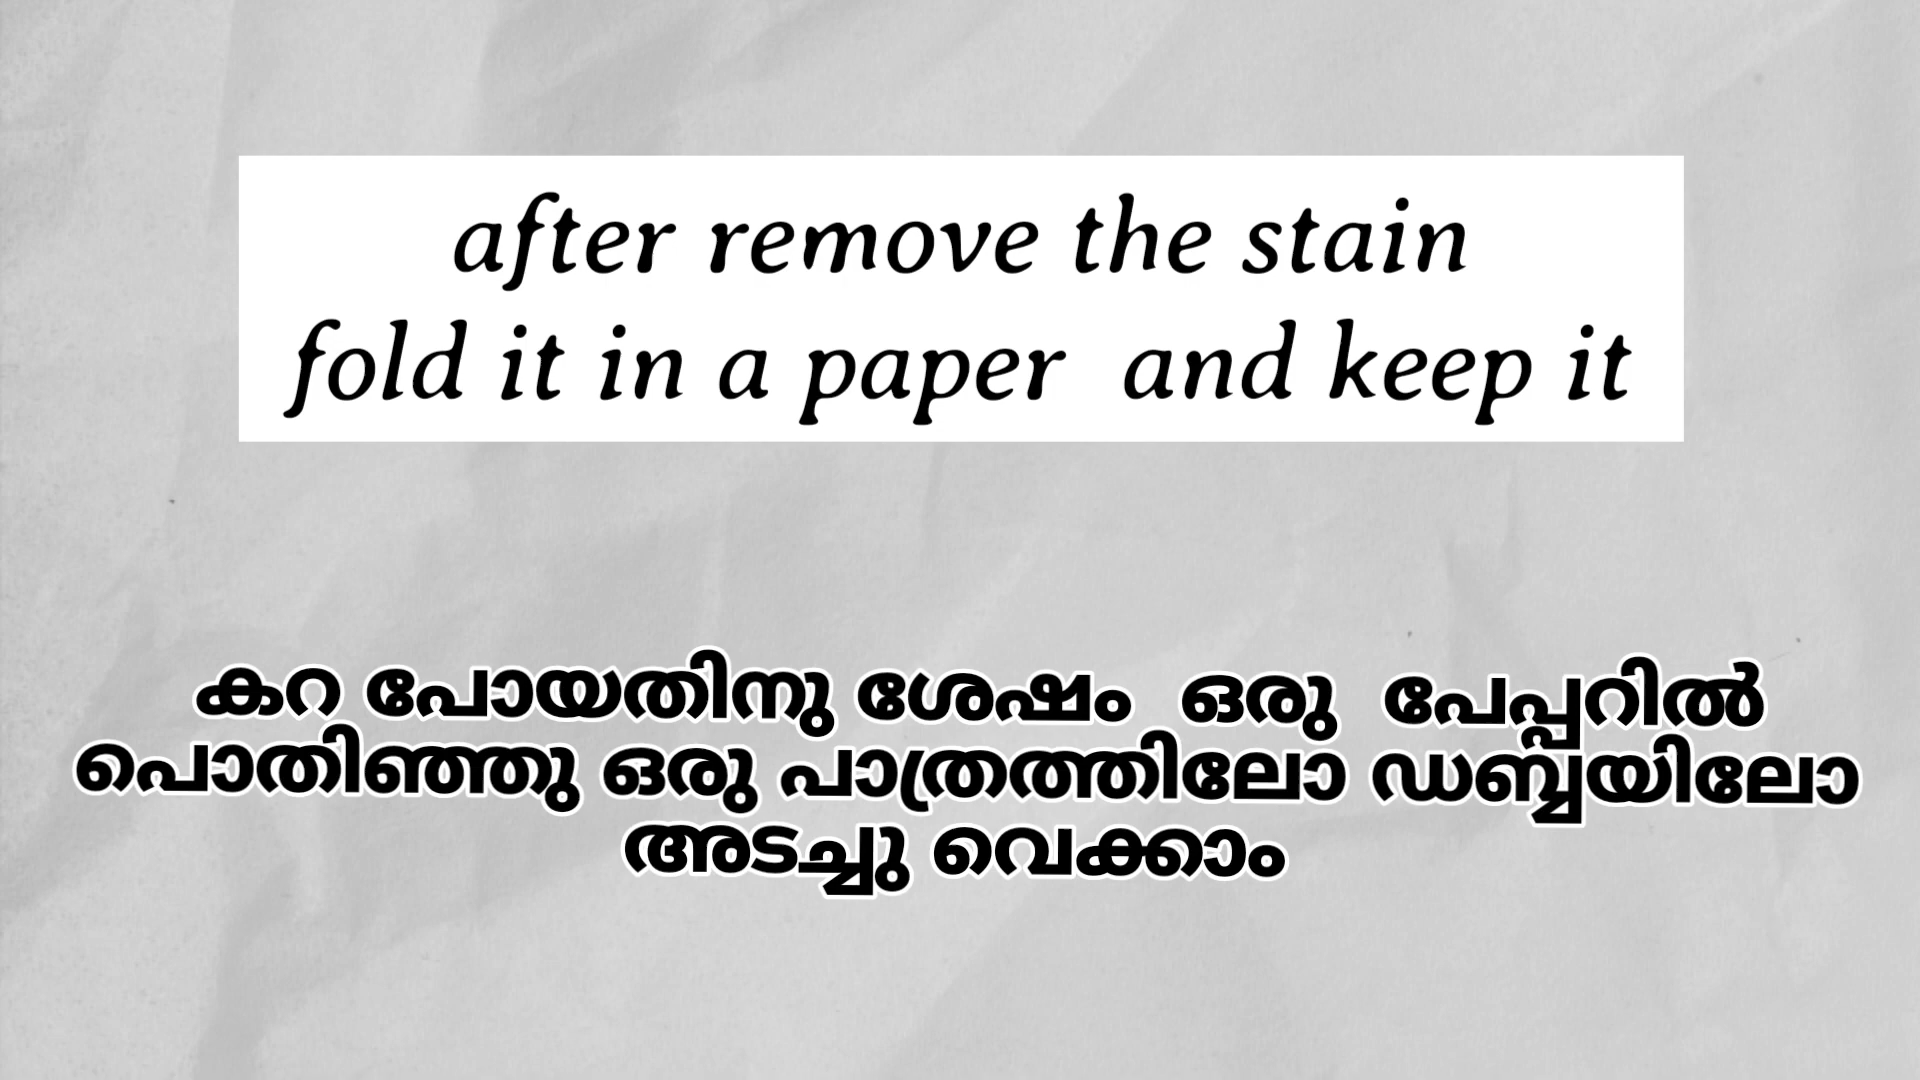 after remove the stain
fold it in a paper and keep it
കറ പോയതിനു ശേഷം ഒരു പേപ്പറിൽ
പൊതിഞ്ഞു ഒരു പാത്രത്തിലോ ഡബ്ബയിലോ
അടച്ചു വെക്കാം